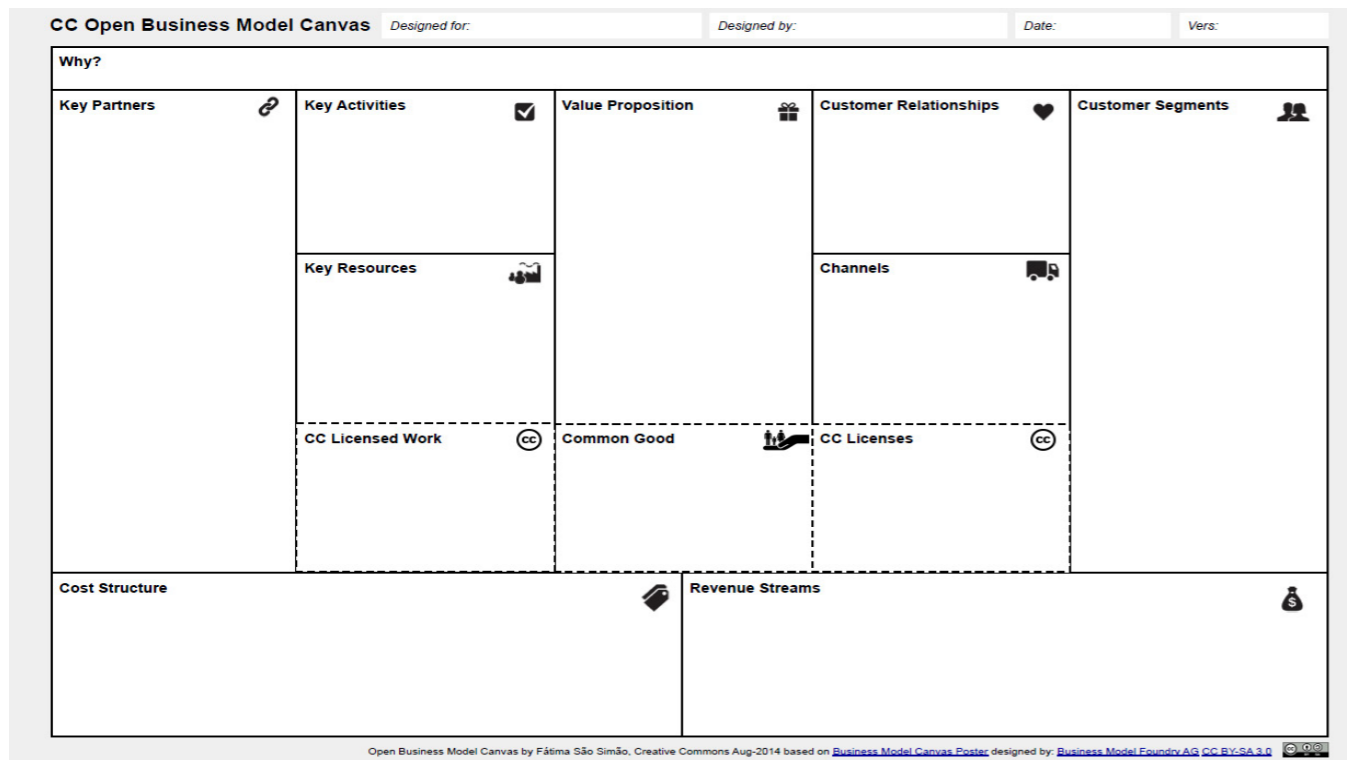 CC Open Business Model Canvas Designed for: Designed by: Date: Vers:
Why?
Key Partners
Key Activities
Value Proposition
Customer Relationships
Customer Segments
Key Resources
Channels
CC Licensed Work cc
Common Good
CC Licenses cc
Cost Structure
Revenue Streams
$
Open Business Model Canvas by Fátima São Simão, Creative Commons Aug-2014 based on Business Model Canvas Poster designed by: Business Model Foundry AG CC BY-SA 3.0